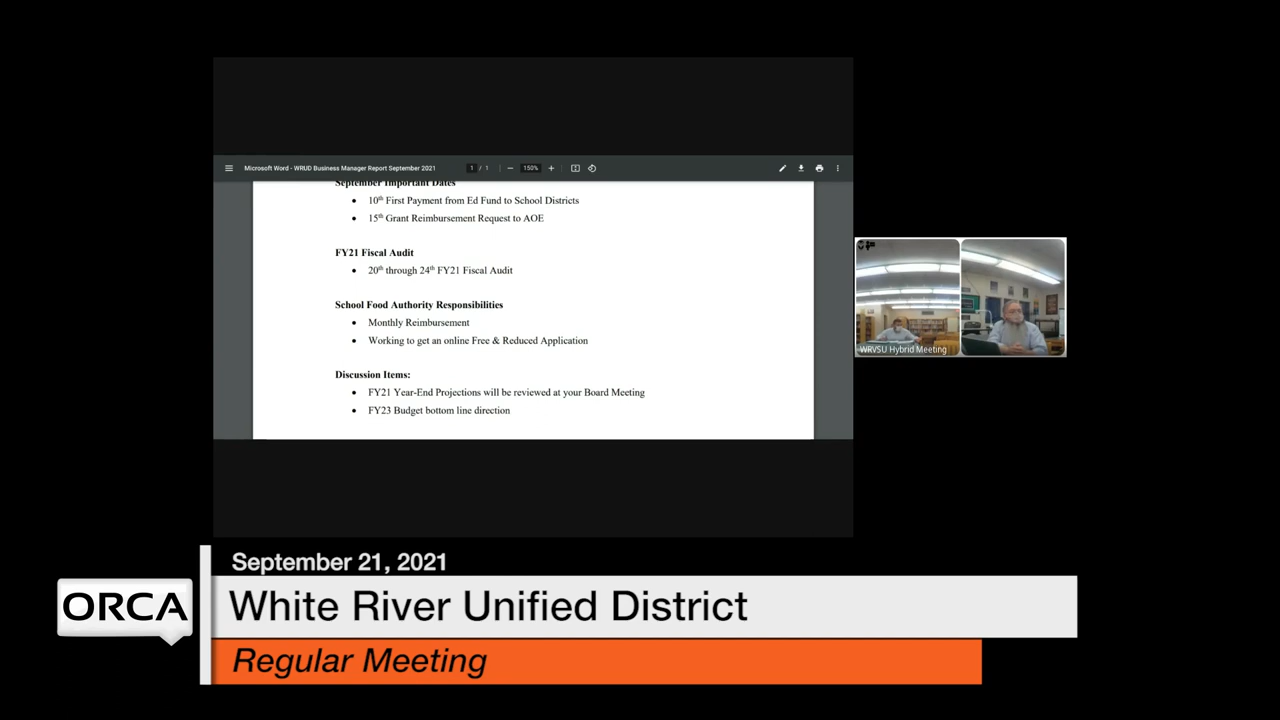 Microsoft Word - WRUD Business Manager Report September 2021
1 / 1
150%
September Important Dates
• 10th First Payment from Ed Fund to School Districts
• 15th Grant Reimbursement Request to AOE
FY21 Fiscal Audit
• 20th through 24th FY21 Fiscal Audit
School Food Authority Responsibilities
• Monthly Reimbursement
• Working to get an online Free & Reduced Application
Discussion Items:
• FY21 Year-End Projections will be reviewed at your Board Meeting
• FY23 Budget bottom line direction
WRVSU Hybrid Meeting
September 21, 2021
ORCA
White River Unified District
Regular Meeting